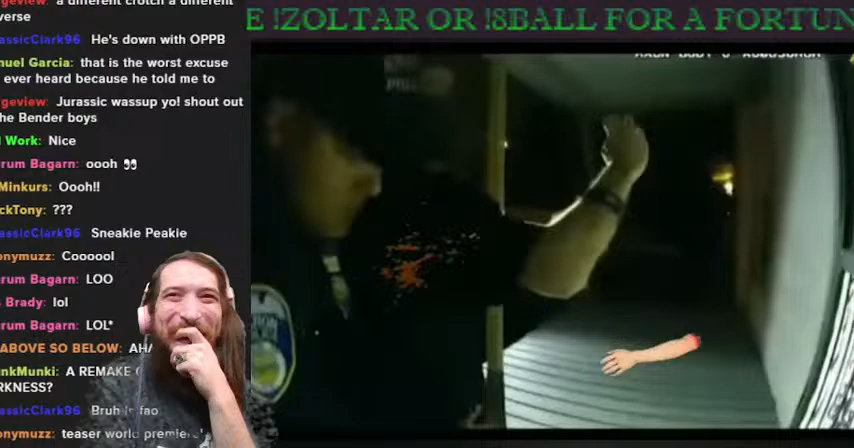 a different crotch a different
verse
assicClark96 He's down with OPPB
nuel Garcia: that is the worst excuse
ever heard because he told me to
geview: Jurassic wassup yo! shout out
he Bender boys
Work: Nice
rum Bagarn: oooh 👀
Minkurs: Oooh!!
ckTony: ???
assicClark96 Sneakie Peakie
onymuzz: Cooool
rum Bagarn: LOO
s Brady: lol
rum Bagarn: LOL*
ABOVE SO BELOW: AHA
unkMunki: A REMAKE
RKNESS?
assicClark96 Bruh
onymuzz: teaser world premiere
E !ZOLTAR OR !8BALL FOR A FORTUN